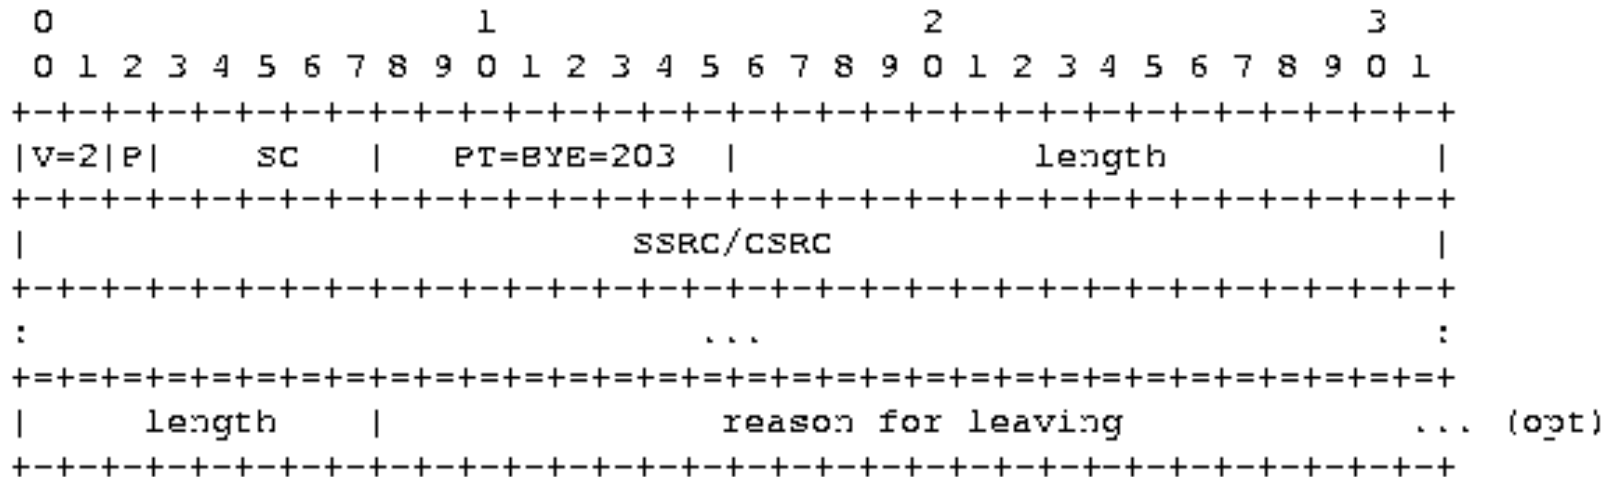 0                   1                   2                   3
 0 1 2 3 4 5 6 7 8 9 0 1 2 3 4 5 6 7 8 9 0 1 2 3 4 5 6 7 8 9 0 1
+-+-+-+-+-+-+-+-+-+-+-+-+-+-+-+-+-+-+-+-+-+-+-+-+-+-+-+-+-+-+-+-+
|V=2|P|    SC   |   PT=BYE=203  |             length            |
+-+-+-+-+-+-+-+-+-+-+-+-+-+-+-+-+-+-+-+-+-+-+-+-+-+-+-+-+-+-+-+-+
|                           SSRC/CSRC                           |
+-+-+-+-+-+-+-+-+-+-+-+-+-+-+-+-+-+-+-+-+-+-+-+-+-+-+-+-+-+-+-+-+
:                              ...                              :
+=+=+=+=+=+=+=+=+=+=+=+=+=+=+=+=+=+=+=+=+=+=+=+=+=+=+=+=+=+=+=+=+
|     length    |               reason for leaving             ... (opt)
+-+-+-+-+-+-+-+-+-+-+-+-+-+-+-+-+-+-+-+-+-+-+-+-+-+-+-+-+-+-+-+-+